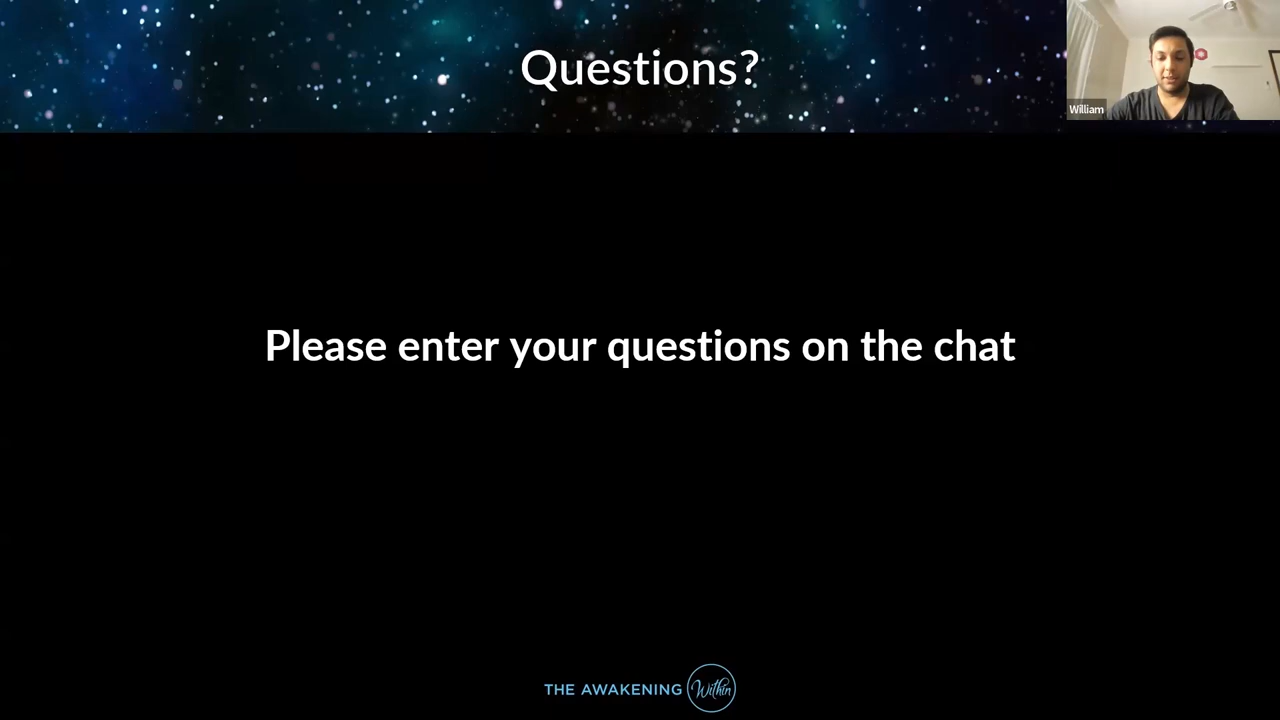 Questions?
William
Please enter your questions on the chat
THE AWAKENING Within